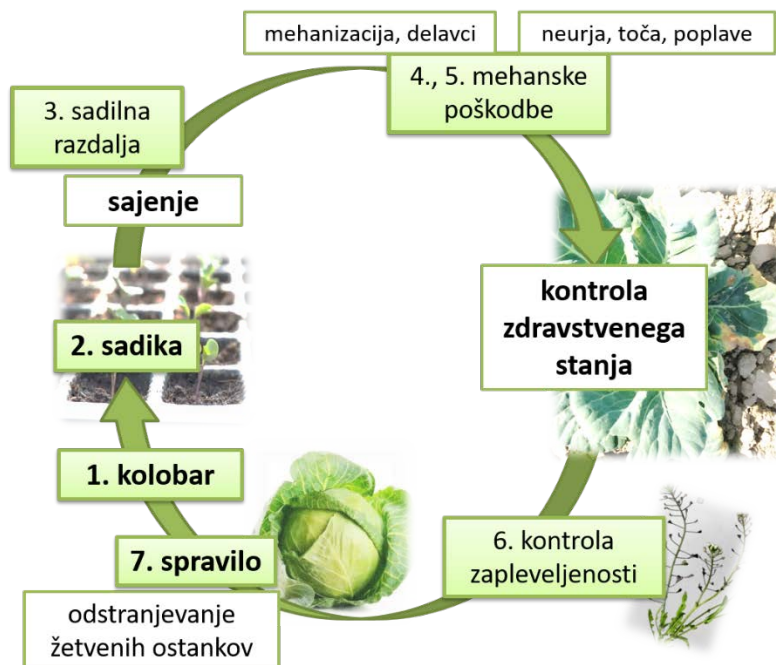 mehanizacija, delavci
neurja, toča, poplave
4., 5. mehanske
poškodbe
3. sadilna
razdalja
sajenje
kontrola
zdravstvenega
stanja
2. sadika
1. kolobar
7. spravilo
odstranjevanje
žetvenih ostankov
6. kontrola
zapleveljenosti